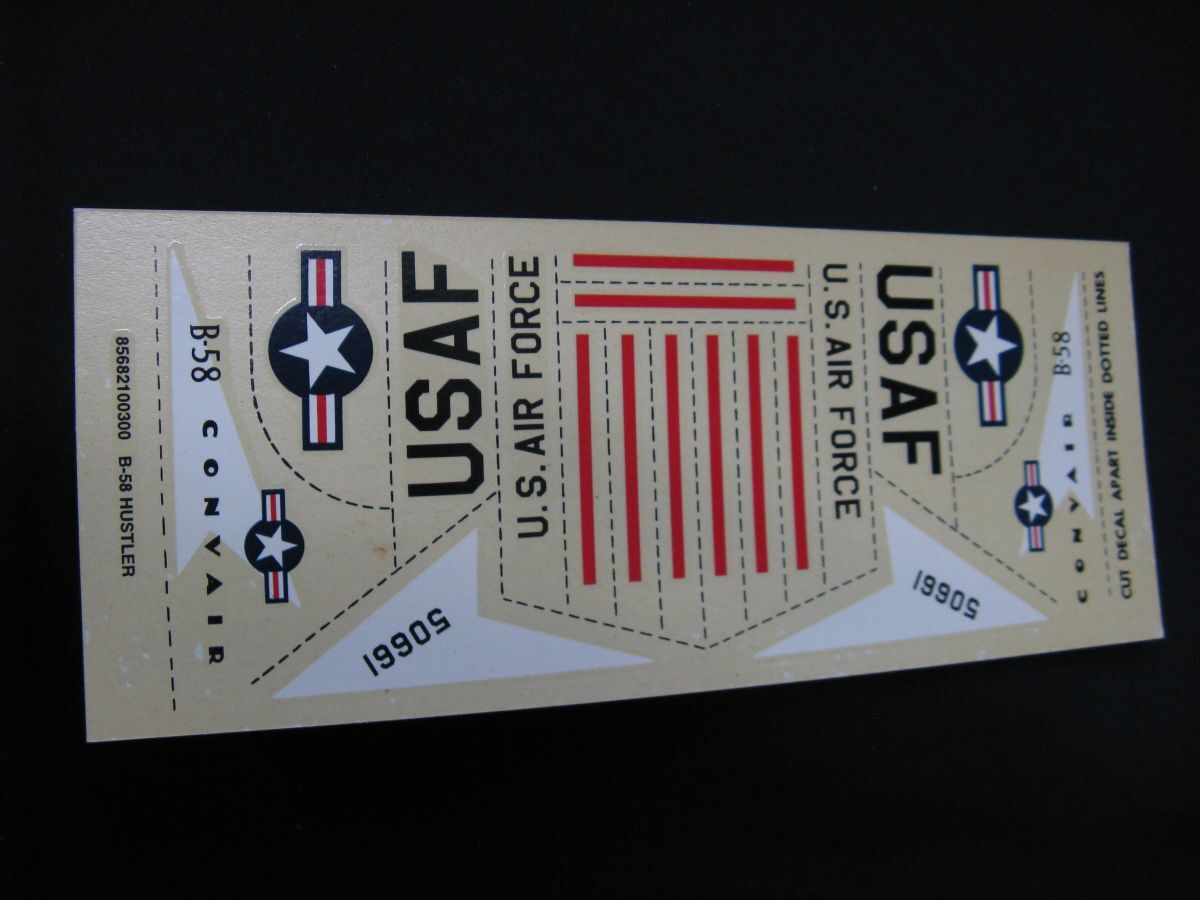 85682100300 B-58 HUSTLER
B-58 CONVAIR
USAF
U.S. AIR FORCE
50661
U.S. AIR FORCE
USAF
50661
B-58
CONVAIR
CUT DECAL APART INSIDE DOTTED LINES